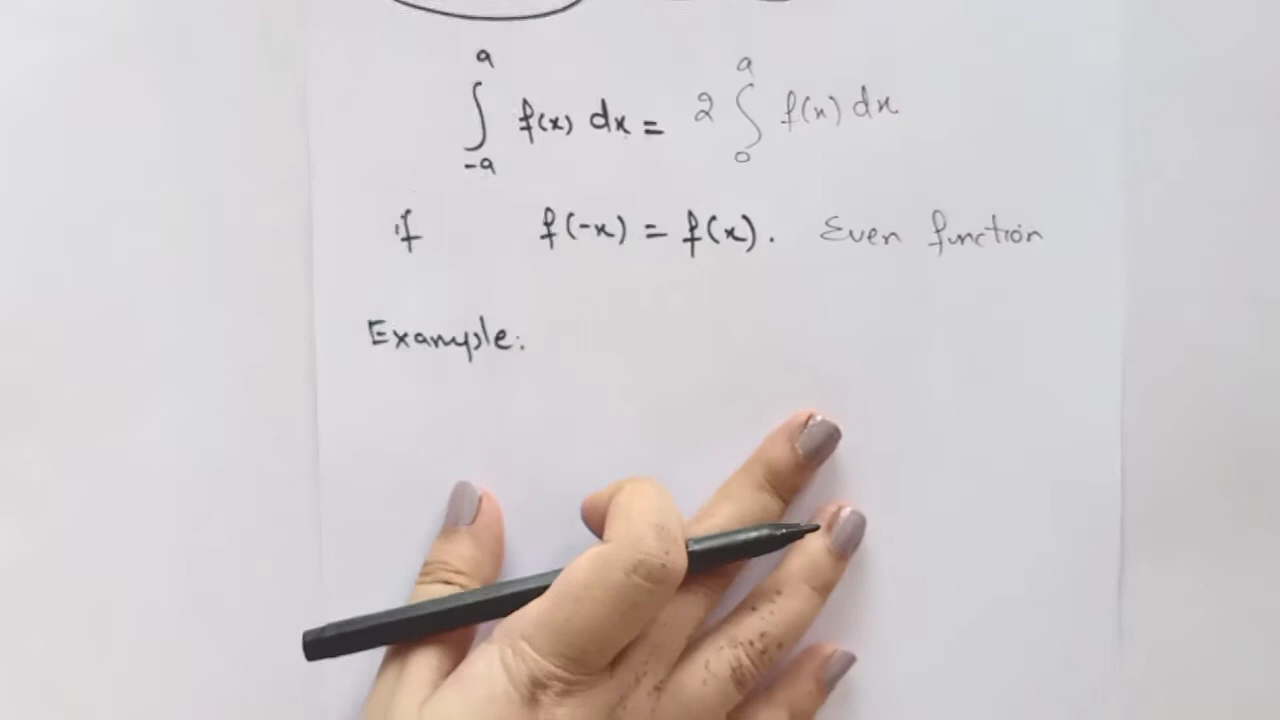 ∫_{-a}^{a} f(x) dx = 2 ∫_{0}^{a} f(x) dx
if f(-x) = f(x). Even function
Example: